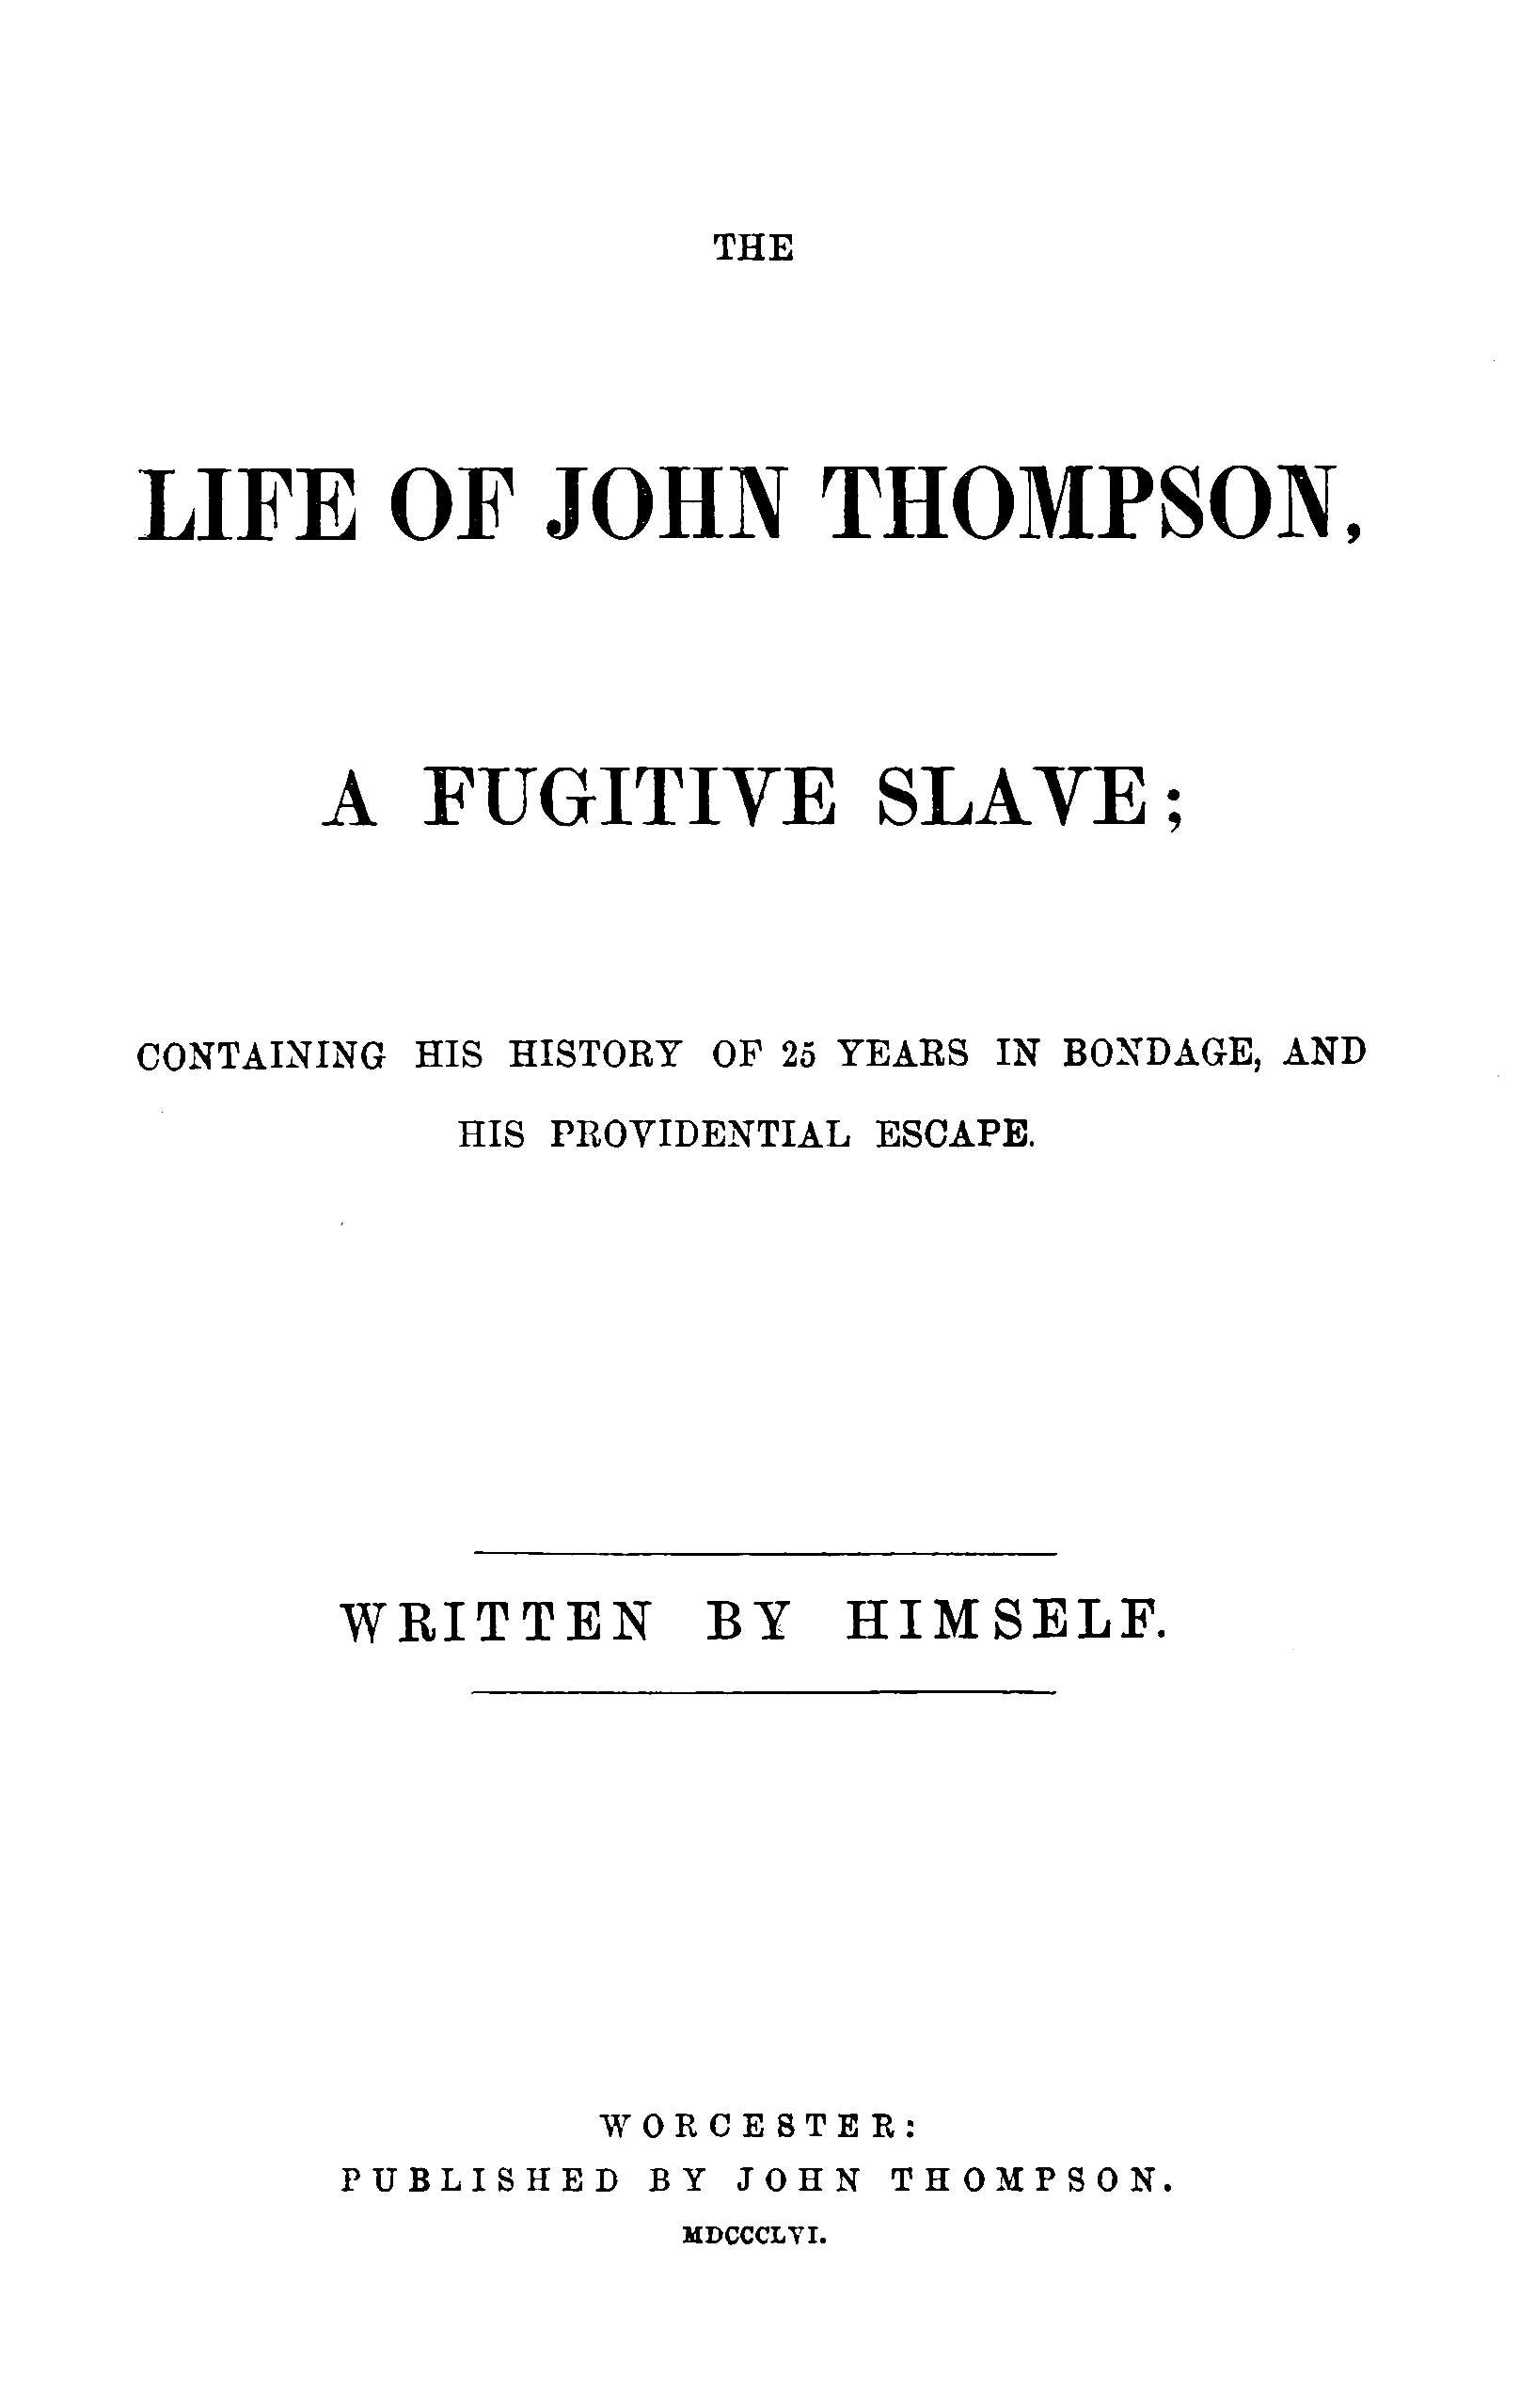 THE
LIFE OF JOHN THOMPSON,
A FUGITIVE SLAVE;
CONTAINING HIS HISTORY OF 25 YEARS IN BONDAGE, AND
HIS PROVIDENTIAL ESCAPE.
WRITTEN BY HIMSELF.
WORCESTER:
PUBLISHED BY JOHN THOMPSON.
MDCCCLVI.